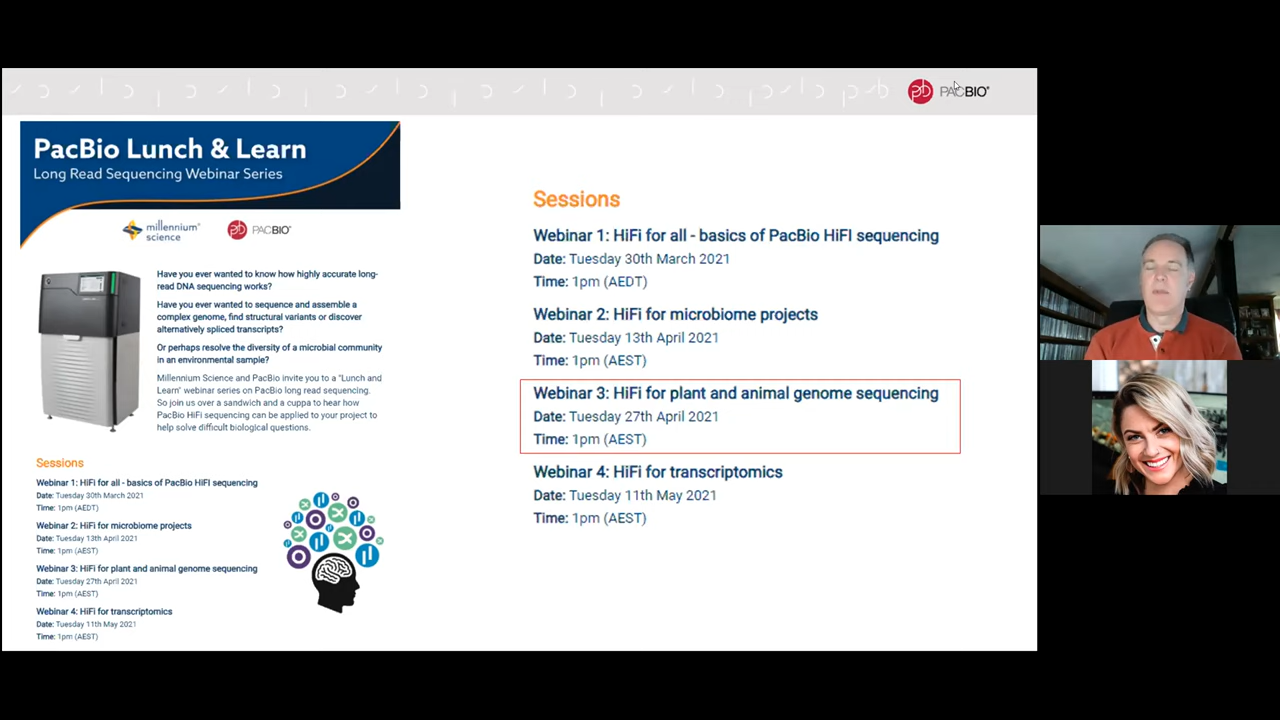 PACBIO®
PacBio Lunch & Learn
Long Read Sequencing Webinar Series
millennium®
science
PACBIO®
Have you ever wanted to know how highly accurate long-
read DNA sequencing works?
Have you ever wanted to sequence and assemble a
complex genome, find structural variants or discover
alternatively spliced transcripts?
Or perhaps resolve the diversity of a microbial community
in an environmental sample?
Millennium Science and PacBio invite you to a "Lunch and
Learn" webinar series on PacBio long read sequencing.
So join us over a sandwich and a cuppa to hear how
PacBio HiFi sequencing can be applied to your project to
help solve difficult biological questions.
Sessions
Webinar 1: HiFi for all - basics of PacBio HiFI sequencing
Date: Tuesday 30th March 2021
Time: 1pm (AEDT)
Webinar 2: HiFi for microbiome projects
Date: Tuesday 13th April 2021
Time: 1pm (AEST)
Webinar 3: HiFi for plant and animal genome sequencing
Date: Tuesday 27th April 2021
Time: 1pm (AEST)
Webinar 4: HiFi for transcriptomics
Date: Tuesday 11th May 2021
Time: 1pm (AEST)
Sessions
Webinar 1: HiFi for all - basics of PacBio HiFI sequencing
Date: Tuesday 30th March 2021
Time: 1pm (AEDT)
Webinar 2: HiFi for microbiome projects
Date: Tuesday 13th April 2021
Time: 1pm (AEST)
Webinar 3: HiFi for plant and animal genome sequencing
Date: Tuesday 27th April 2021
Time: 1pm (AEST)
Webinar 4: HiFi for transcriptomics
Date: Tuesday 11th May 2021
Time: 1pm (AEST)